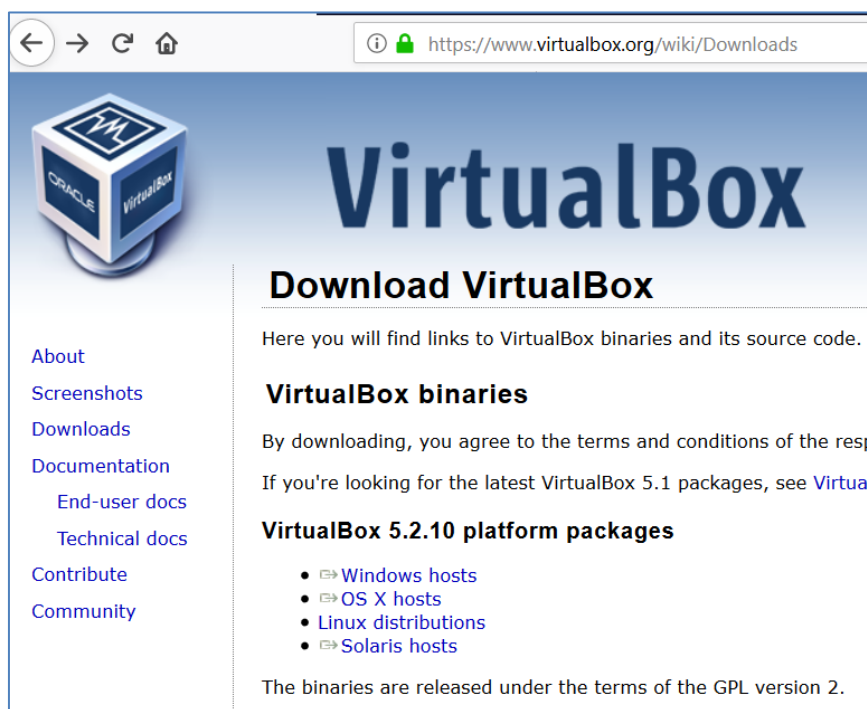 https://www.virtualbox.org/wiki/Downloads
ORACLE
VirtualBox
VirtualBox
Download VirtualBox
Here you will find links to VirtualBox binaries and its source code.
About
Screenshots
Downloads
Documentation
End-user docs
Technical docs
Contribute
Community
VirtualBox binaries
By downloading, you agree to the terms and conditions of the resp
If you're looking for the latest VirtualBox 5.1 packages, see Virtua
VirtualBox 5.2.10 platform packages
Windows hosts
OS X hosts
Linux distributions
Solaris hosts
The binaries are released under the terms of the GPL version 2.